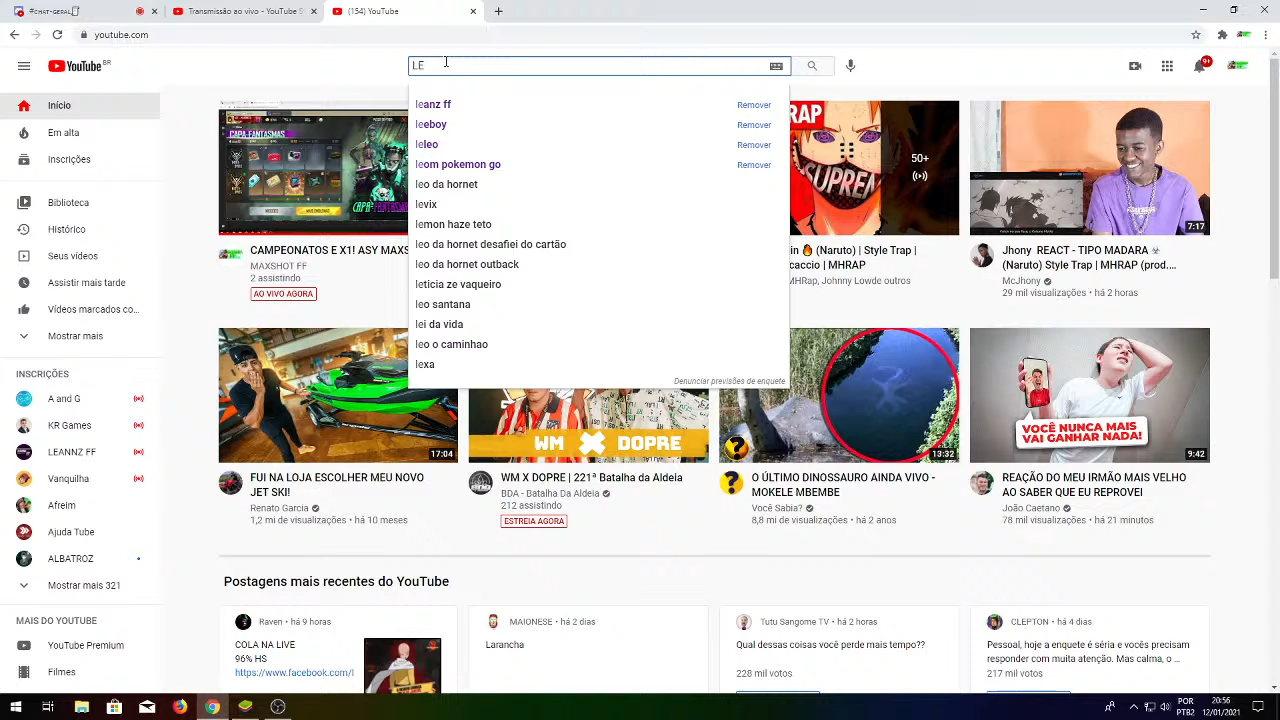 #CHAT-GERAL
Transmissão ao vivo - YouTube S
(154) YouTube
youtube.com
YouTube BR
LE
9+
Início
Em alta
Inscrições
Biblioteca
Histórico
Seus vídeos
Assistir mais tarde
Vídeos marcados co...
Mostrar mais
INSCRIÇÕES
A and G
KR Games
LEANNZ FF
Vanquilha
Afreim
Ajuda Tube
ALBATROZ
Mostrar mais 321
MAIS DO YOUTUBE
YouTube Premium
Filmes
leanz ff Remover
leeboy Remover
leleo Remover
leom pokemon go Remover
leo da hornet
levix
lemon haze teto
leo da hornet desafiei do cartão
leo da hornet outback
leticia ze vaqueiro
leo santana
lei da vida
leo o caminhao
lexa
Denunciar previsões de enquete
CAPA-FANTASMAS
CAMPEONATOS E X1! ASY MAXS
MAXSHOT FF
2 assistindo
AO VIVO AGORA
RAP
SUPREM
50+
in 🔥 (Naruto) | Style Trap |
caccio | MHRAP
MHRap, Johnny Lowde outros
7:17
Jhony REACT - TIPO MADARA ☣
(Naruto) Style Trap | MHRAP (prod....
McJhony
29 mil visualizações • há 2 horas
17:04
FUI NA LOJA ESCOLHER MEU NOVO
JET SKI!
Renato Garcia
1,2 mi de visualizações • há 10 meses
WM X DOPRE
WM X DOPRE | 221ª Batalha da Aldeia
BDA - Batalha Da Aldeia
212 assistindo
ESTREIA AGORA
13:32
O ÚLTIMO DINOSSAURO AINDA VIVO -
MOKELE MBEMBE
Você Sabia?
8,8 mi de visualizações • há 2 anos
VOCÊ NUNCA MAIS
VAI GANHAR NADA!
9:42
REAÇÃO DO MEU IRMÃO MAIS VELHO
AO SABER QUE EU REPROVEI
João Caetano
78 mil visualizações • há 21 minutos
Postagens mais recentes do YouTube
Raven • há 9 horas
COLA NA LIVE
96% HS
https://www.facebook.com/l
MAIONESE • há 2 dias
Larancha
Tutu Sangome TV • há 2 horas
Qual dessas coisas você perde mais tempo??
228 mil votos
CLEPTON • há 4 dias
Pessoal, hoje a enquete é séria e vocês precisam
responder com muita atenção. Mas calma, o ...
217 mil votos
POR
PTB2
20:56
12/01/2021